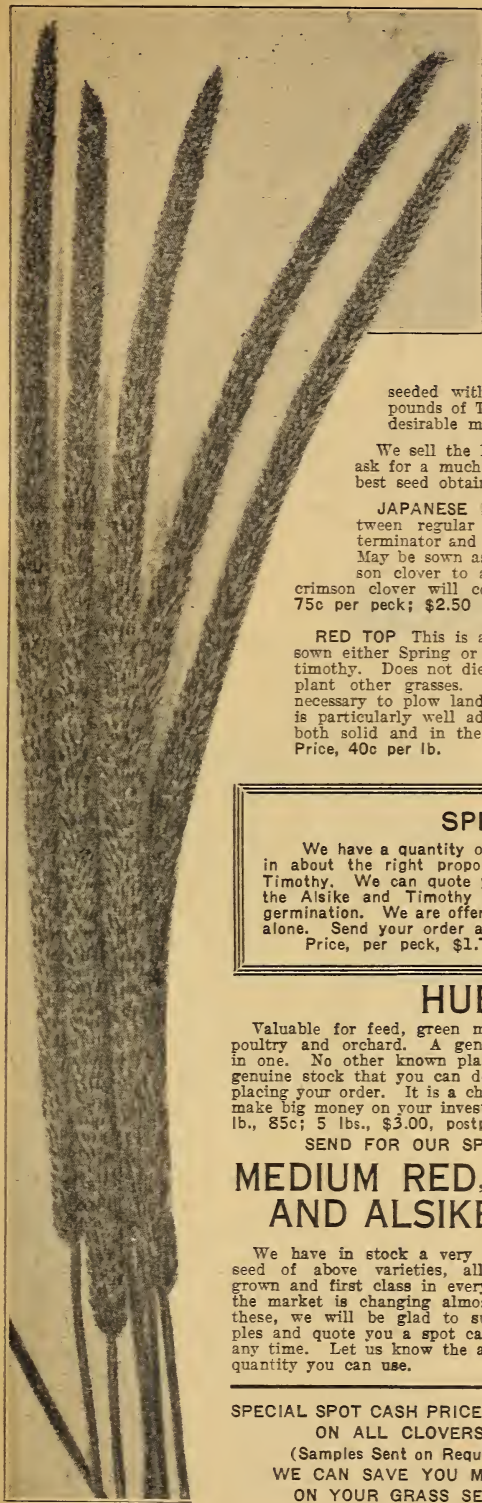 seeded with
pounds of T
desirable m
We sell the
ask for a much
best seed obtain
JAPANESE
tween regular
terminator and
May be sown as
son clover to a
crimson clover will co
75c per peck; $2.50
RED TOP This is a
sown either Spring or
timothy. Does not die
plant other grasses.
necessary to plow land
is particularly well ad
both solid and in the
Price, 40c per lb.
SPE
We have a quantity o
in about the right propo
Timothy. We can quote
the Alsike and Timothy
germination. We are offer
alone. Send your order a
Price, per peck, $1.7
HUB
Valuable for feed, green m
poultry and orchard. A gen
in one. No other known pla
genuine stock that you can d
placing your order. It is a ch
make big money on your invest
lb., 85c; 5 lbs., $3.00, postp
SEND FOR OUR SP
MEDIUM RED,
AND ALSIKE
We have in stock a very
seed of above varieties, all
grown and first class in every
the market is changing almo
these, we will be glad to su
ples and quote you a spot ca
any time. Let us know the a
quantity you can use.
SPECIAL SPOT CASH PRICE
ON ALL CLOVERS
(Samples Sent on Requ
WE CAN SAVE YOU M
ON YOUR GRASS SE